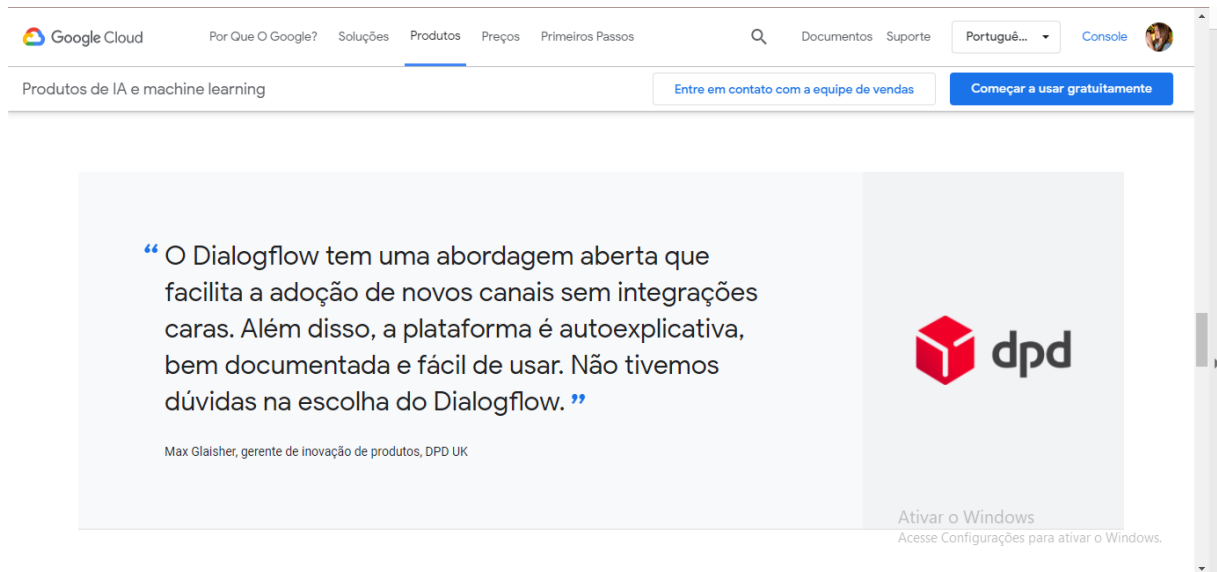 Google Cloud Por Que O Google? Soluções Produtos Preços Primeiros Passos Documentos Suporte Portuguê... Console
Produtos de IA e machine learning Entre em contato com a equipe de vendas Começar a usar gratuitamente
“ O Dialogflow tem uma abordagem aberta que
facilita a adoção de novos canais sem integrações
caras. Além disso, a plataforma é autoexplicativa,
bem documentada e fácil de usar. Não tivemos
dúvidas na escolha do Dialogflow. ”
Max Glaisher, gerente de inovação de produtos, DPD UK
dpd
Ativar o Windows
Acesse Configurações para ativar o Windows.